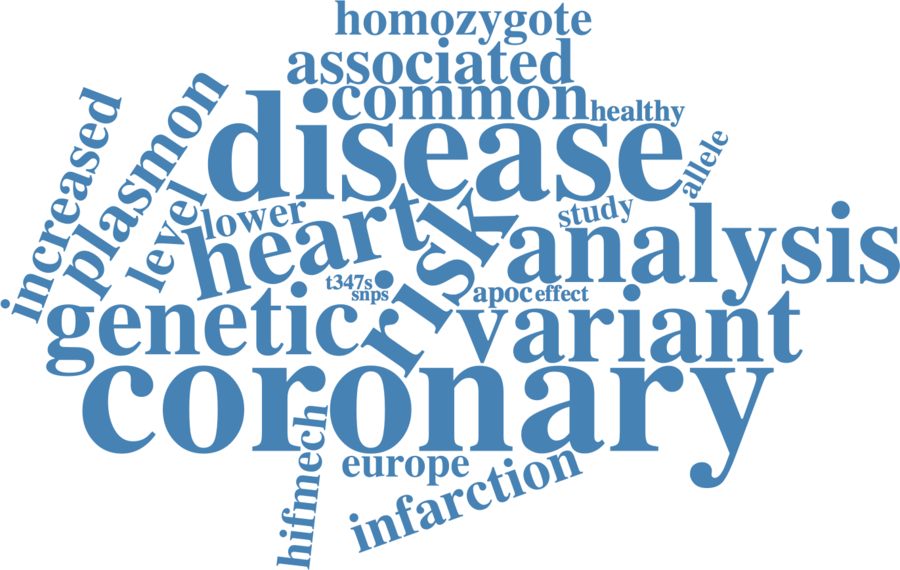 homozygote
associated
common
healthy
disease
increased
plasmon
allele
level
lower
study
heart
risk
analysis
t347s
snps
apoc
effect
genetic
variant
coronary
hifmech
europe
infarction